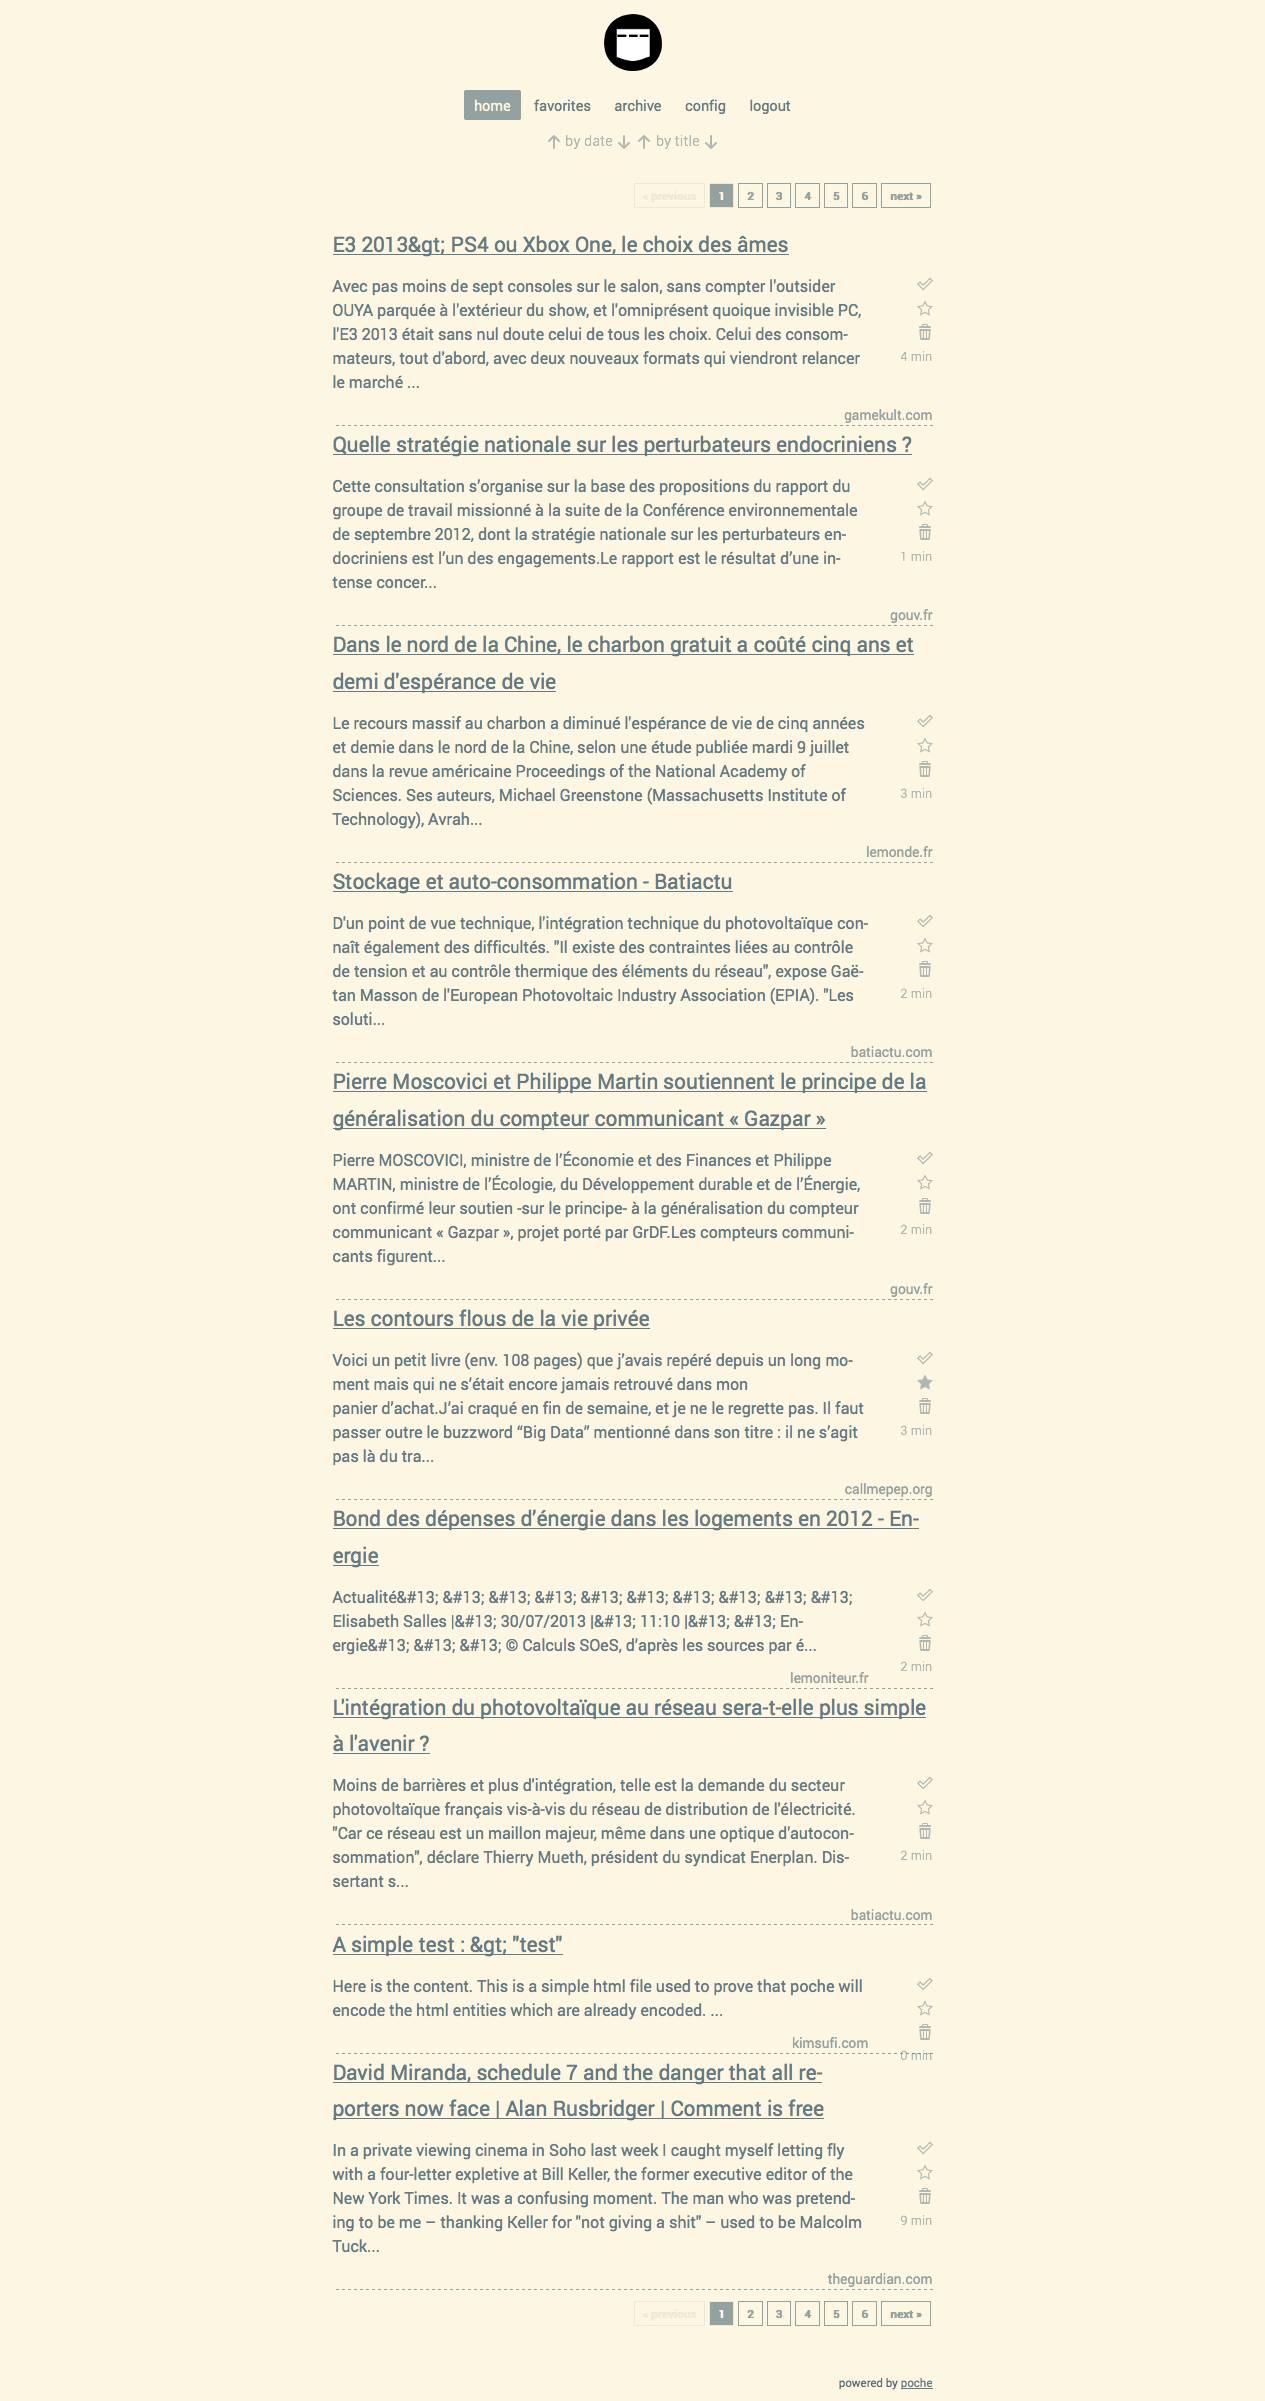 home favorites archive config logout
by date by title
« previous 1 2 3 4 5 6 next »
E3 2013&gt; PS4 ou Xbox One, le choix des âmes
Avec pas moins de sept consoles sur le salon, sans compter l'outsider
OUYA parquée à l'extérieur du show, et l'omniprésent quoique invisible PC,
l'E3 2013 était sans nul doute celui de tous les choix. Celui des consom-
mateurs, tout d'abord, avec deux nouveaux formats qui viendront relancer
4 min
le marché ...
gamekult.com
Quelle stratégie nationale sur les perturbateurs endocriniens ?
Cette consultation s’organise sur la base des propositions du rapport du
groupe de travail missionné à la suite de la Conférence environnementale
de septembre 2012, dont la stratégie nationale sur les perturbateurs en-
docriniens est l’un des engagements.Le rapport est le résultat d’une in-
1 min
tense concer...
gouv.fr
Dans le nord de la Chine, le charbon gratuit a coûté cinq ans et
demi d'espérance de vie
Le recours massif au charbon a diminué l'espérance de vie de cinq années
et demie dans le nord de la Chine, selon une étude publiée mardi 9 juillet
dans la revue américaine Proceedings of the National Academy of
Sciences. Ses auteurs, Michael Greenstone (Massachusetts Institute of
3 min
Technology), Avrah...
lemonde.fr
Stockage et auto-consommation - Batiactu
D'un point de vue technique, l'intégration technique du photovoltaïque con-
naît également des difficultés. "Il existe des contraintes liées au contrôle
de tension et au contrôle thermique des éléments du réseau", expose Gaë-
tan Masson de l'European Photovoltaic Industry Association (EPIA). "Les
2 min
soluti...
batiactu.com
Pierre Moscovici et Philippe Martin soutiennent le principe de la
généralisation du compteur communicant « Gazpar »
Pierre MOSCOVICI, ministre de l’Économie et des Finances et Philippe
MARTIN, ministre de l’Écologie, du Développement durable et de l’Énergie,
ont confirmé leur soutien -sur le principe- à la généralisation du compteur
communicant « Gazpar », projet porté par GrDF.Les compteurs communi-
2 min
cants figurent...
gouv.fr
Les contours flous de la vie privée
Voici un petit livre (env. 108 pages) que j’avais repéré depuis un long mo-
ment mais qui ne s’était encore jamais retrouvé dans mon
panier d’achat.J’ai craqué en fin de semaine, et je ne le regrette pas. Il faut
passer outre le buzzword “Big Data” mentionné dans son titre : il ne s’agit
3 min
pas là du tra...
callmepep.org
Bond des dépenses d’énergie dans les logements en 2012 - En-
ergie
Actualité&#13; &#13; &#13; &#13; &#13; &#13; &#13; &#13; &#13; &#13;
Elisabeth Salles |&#13; 30/07/2013 |&#13; 11:10 |&#13; &#13; En-
ergie&#13; &#13; &#13; © Calculs SOeS, d’après les sources par é...
2 min
lemoniteur.fr
L'intégration du photovoltaïque au réseau sera-t-elle plus simple
à l'avenir ?
Moins de barrières et plus d'intégration, telle est la demande du secteur
photovoltaïque français vis-à-vis du réseau de distribution de l'électricité.
"Car ce réseau est un maillon majeur, même dans une optique d'autocon-
sommation", déclare Thierry Mueth, président du syndicat Enerplan. Dis-
2 min
sertant s...
batiactu.com
A simple test : &gt; "test"
Here is the content. This is a simple html file used to prove that poche will
encode the html entities which are already encoded. ...
kimsufi.com
0 min
David Miranda, schedule 7 and the danger that all re-
porters now face | Alan Rusbridger | Comment is free
In a private viewing cinema in Soho last week I caught myself letting fly
with a four-letter expletive at Bill Keller, the former executive editor of the
New York Times. It was a confusing moment. The man who was pretend-
ing to be me – thanking Keller for "not giving a shit" – used to be Malcolm
9 min
Tuck...
theguardian.com
« previous 1 2 3 4 5 6 next »
powered by poche